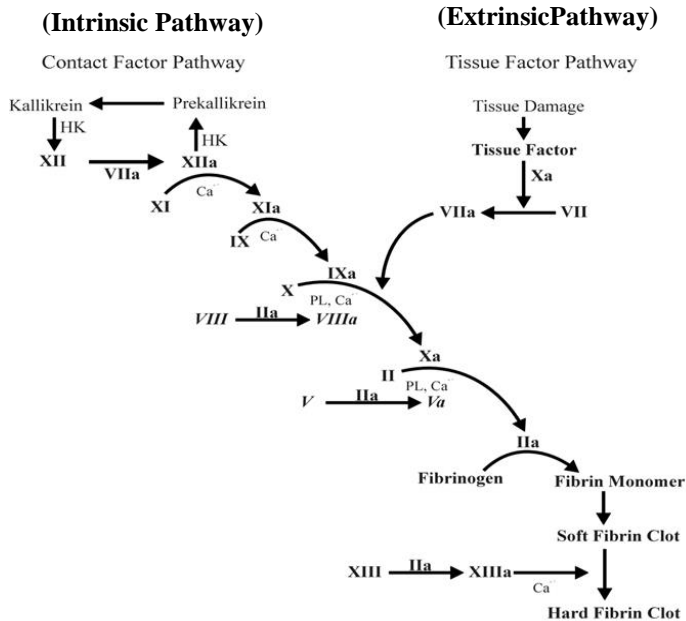 (Intrinsic Pathway)
(ExtrinsicPathway)
Contact Factor Pathway
Tissue Factor Pathway
Kallikrein
Prekallikrein
HK
HK
XII
VIIa
XIIa
Ca¨
XI
XIa
IX
Ca¨
Tissue Damage
Tissue Factor
Xa
VIIa
VII
IXa
X
PL, Ca¨
VIII
IIa
VIIIa
Xa
II
PL, Ca¨
V
IIa
Va
IIa
Fibrinogen
Fibrin Monomer
Soft Fibrin Clot
XIII
IIa
XIIIa
Ca¨
Hard Fibrin Clot